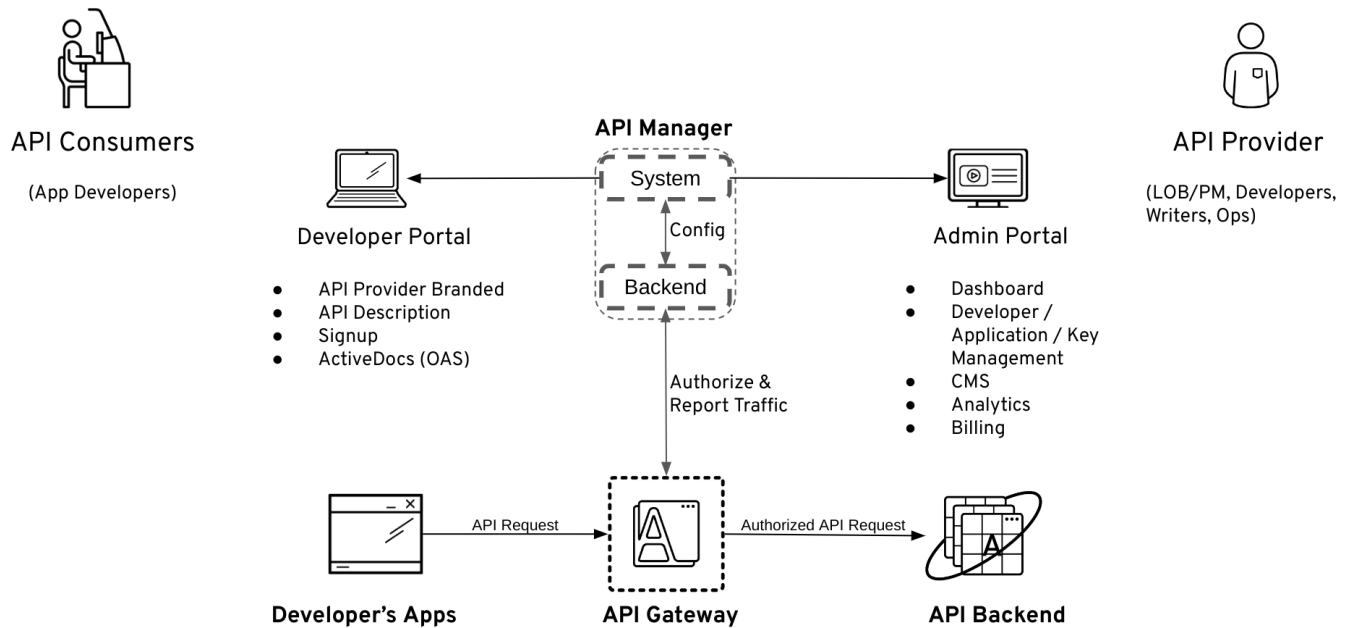 API Consumers
(App Developers)
API Provider
(LOB/PM, Developers,
Writers, Ops)
API Manager
System
Config
Backend
Developer Portal
● API Provider Branded
● API Description
● Signup
● ActiveDocs (OAS)
Admin Portal
● Dashboard
● Developer /
Application / Key
Management
● CMS
● Analytics
● Billing
Authorize &
Report Traffic
API Request
Authorized API Request
A
Developer’s Apps
API Gateway
API Backend